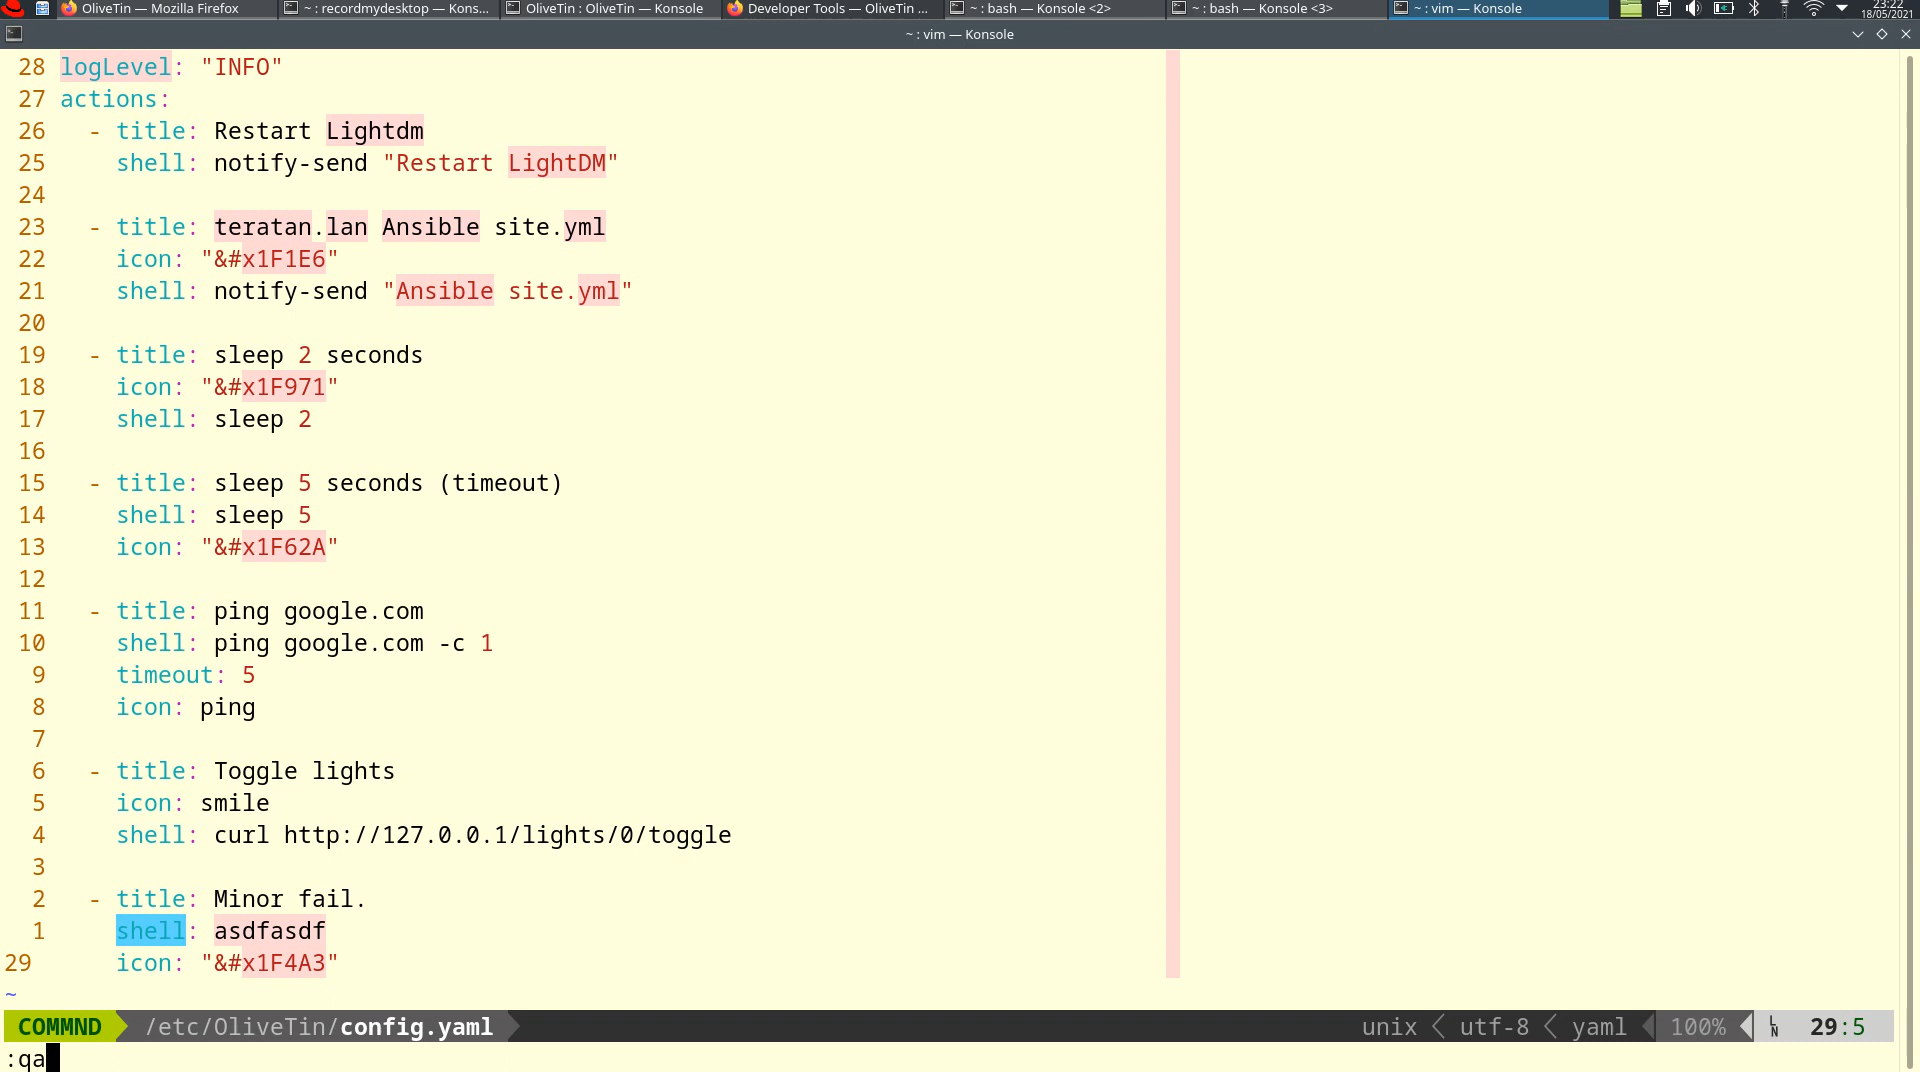 OliveTin — Mozilla Firefox
~ : recordmydesktop — Kons...
OliveTin : OliveTin — Konsole
Developer Tools — OliveTin ...
~ : bash — Konsole <2>
~ : bash — Konsole <3>
~ : vim — Konsole
23:22
18/05/2021
~ : vim — Konsole
28 logLevel: "INFO"
27 actions:
26   - title: Restart Lightdm
25     shell: notify-send "Restart LightDM"
24
23   - title: teratan.lan Ansible site.yml
22     icon: "&#x1F1E6"
21     shell: notify-send "Ansible site.yml"
20
19   - title: sleep 2 seconds
18     icon: "&#x1F971"
17     shell: sleep 2
16
15   - title: sleep 5 seconds (timeout)
14     shell: sleep 5
13     icon: "&#x1F62A"
12
11   - title: ping google.com
10     shell: ping google.com -c 1
9     timeout: 5
8     icon: ping
7
6   - title: Toggle lights
5     icon: smile
4     shell: curl http://127.0.0.1/lights/0/toggle
3
2   - title: Minor fail.
1     shell: asdfasdf
29     icon: "&#x1F4A3"
~
COMMND /etc/OliveTin/config.yaml unix utf-8 yaml 100% LN 29:5
:qa